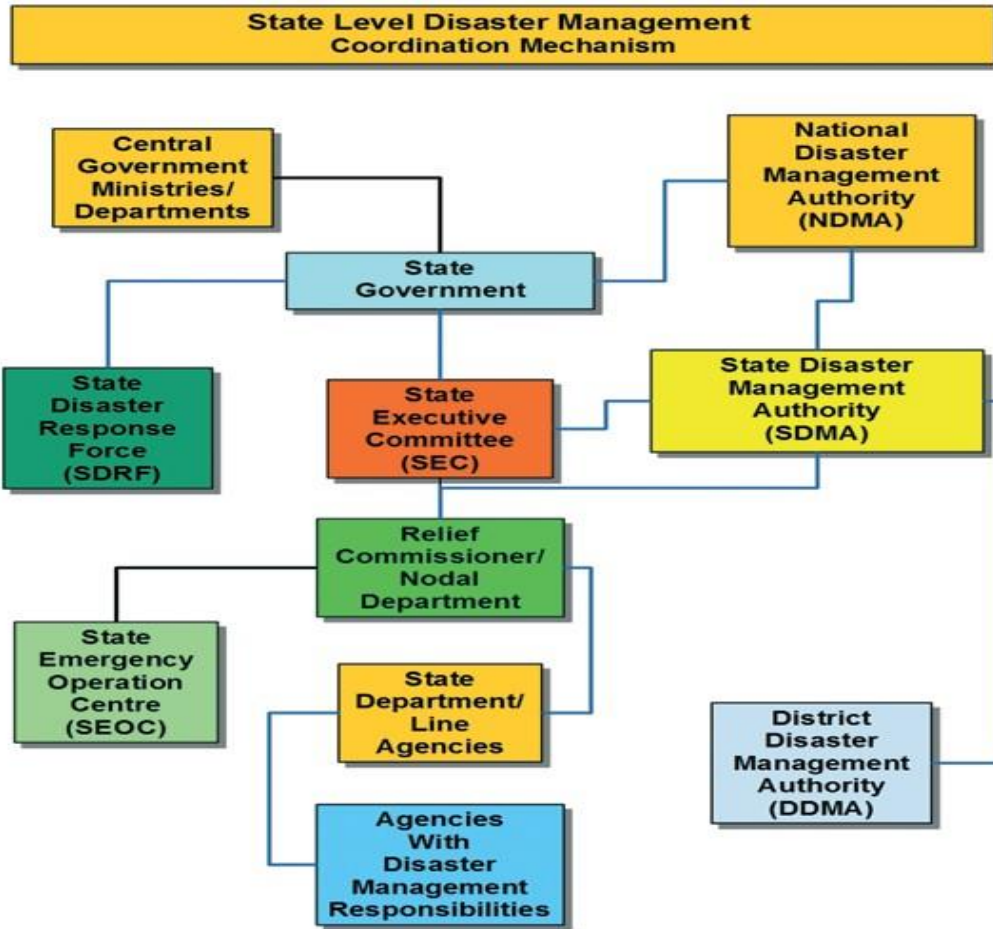 State Level Disaster Management
Coordination Mechanism
Central
Government
Ministries/
Departments
National
Disaster
Management
Authority
(NDMA)
State
Government
State
Disaster
Response
Force
(SDRF)
State
Executive
Committee
(SEC)
State Disaster
Management
Authority
(SDMA)
Relief
Commissioner/
Nodal
Department
State
Emergency
Operation
Centre
(SEOC)
State
Department/
Line
Agencies
District
Disaster
Management
Authority
(DDMA)
Agencies
With
Disaster
Management
Responsibilities